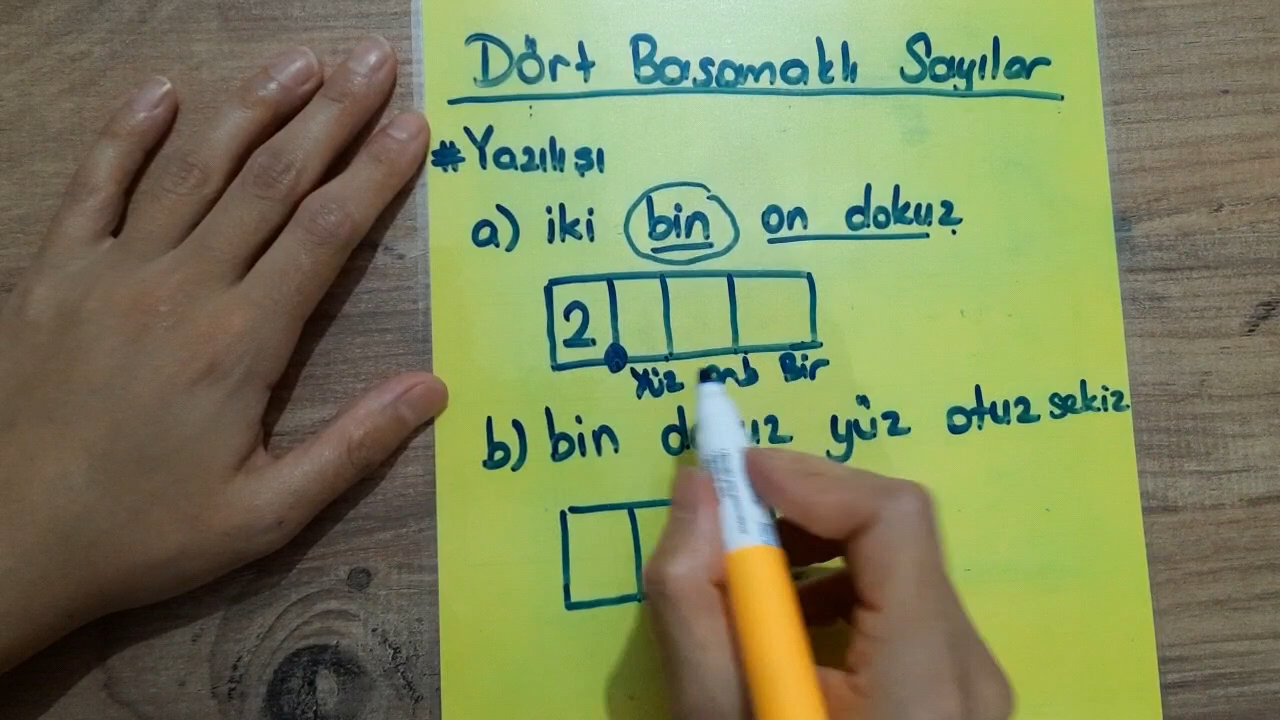 Dört Basamaklı Sayılar
#Yazılışı
a) iki bin on dokuz
2
Yüz Bir
b) bin yüz otuz sekiz